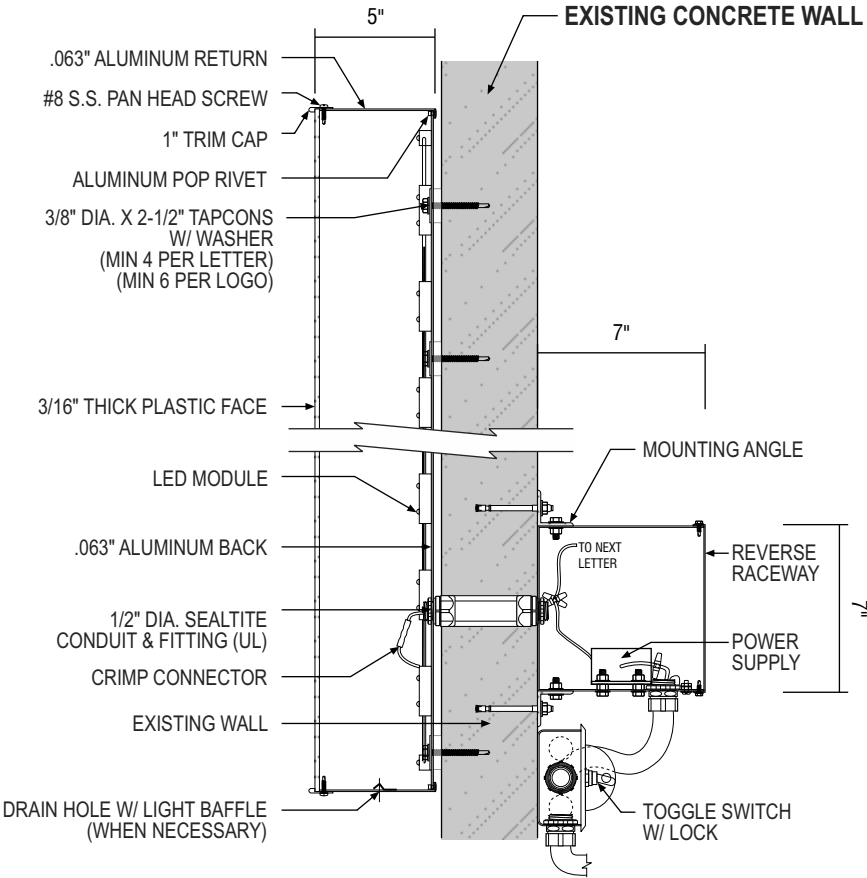 5"
EXISTING CONCRETE WALL
.063" ALUMINUM RETURN
#8 S.S. PAN HEAD SCREW
1" TRIM CAP
ALUMINUM POP RIVET
3/8" DIA. X 2-1/2" TAPCONS
W/ WASHER
(MIN 4 PER LETTER)
(MIN 6 PER LOGO)
7"
3/16" THICK PLASTIC FACE
MOUNTING ANGLE
LED MODULE
.063" ALUMINUM BACK
TO NEXT
LETTER
REVERSE
RACEWAY
7"
1/2" DIA. SEALTITE
CONDUIT & FITTING (UL)
POWER
SUPPLY
CRIMP CONNECTOR
EXISTING WALL
DRAIN HOLE W/ LIGHT BAFFLE
(WHEN NECESSARY)
TOGGLE SWITCH
W/ LOCK